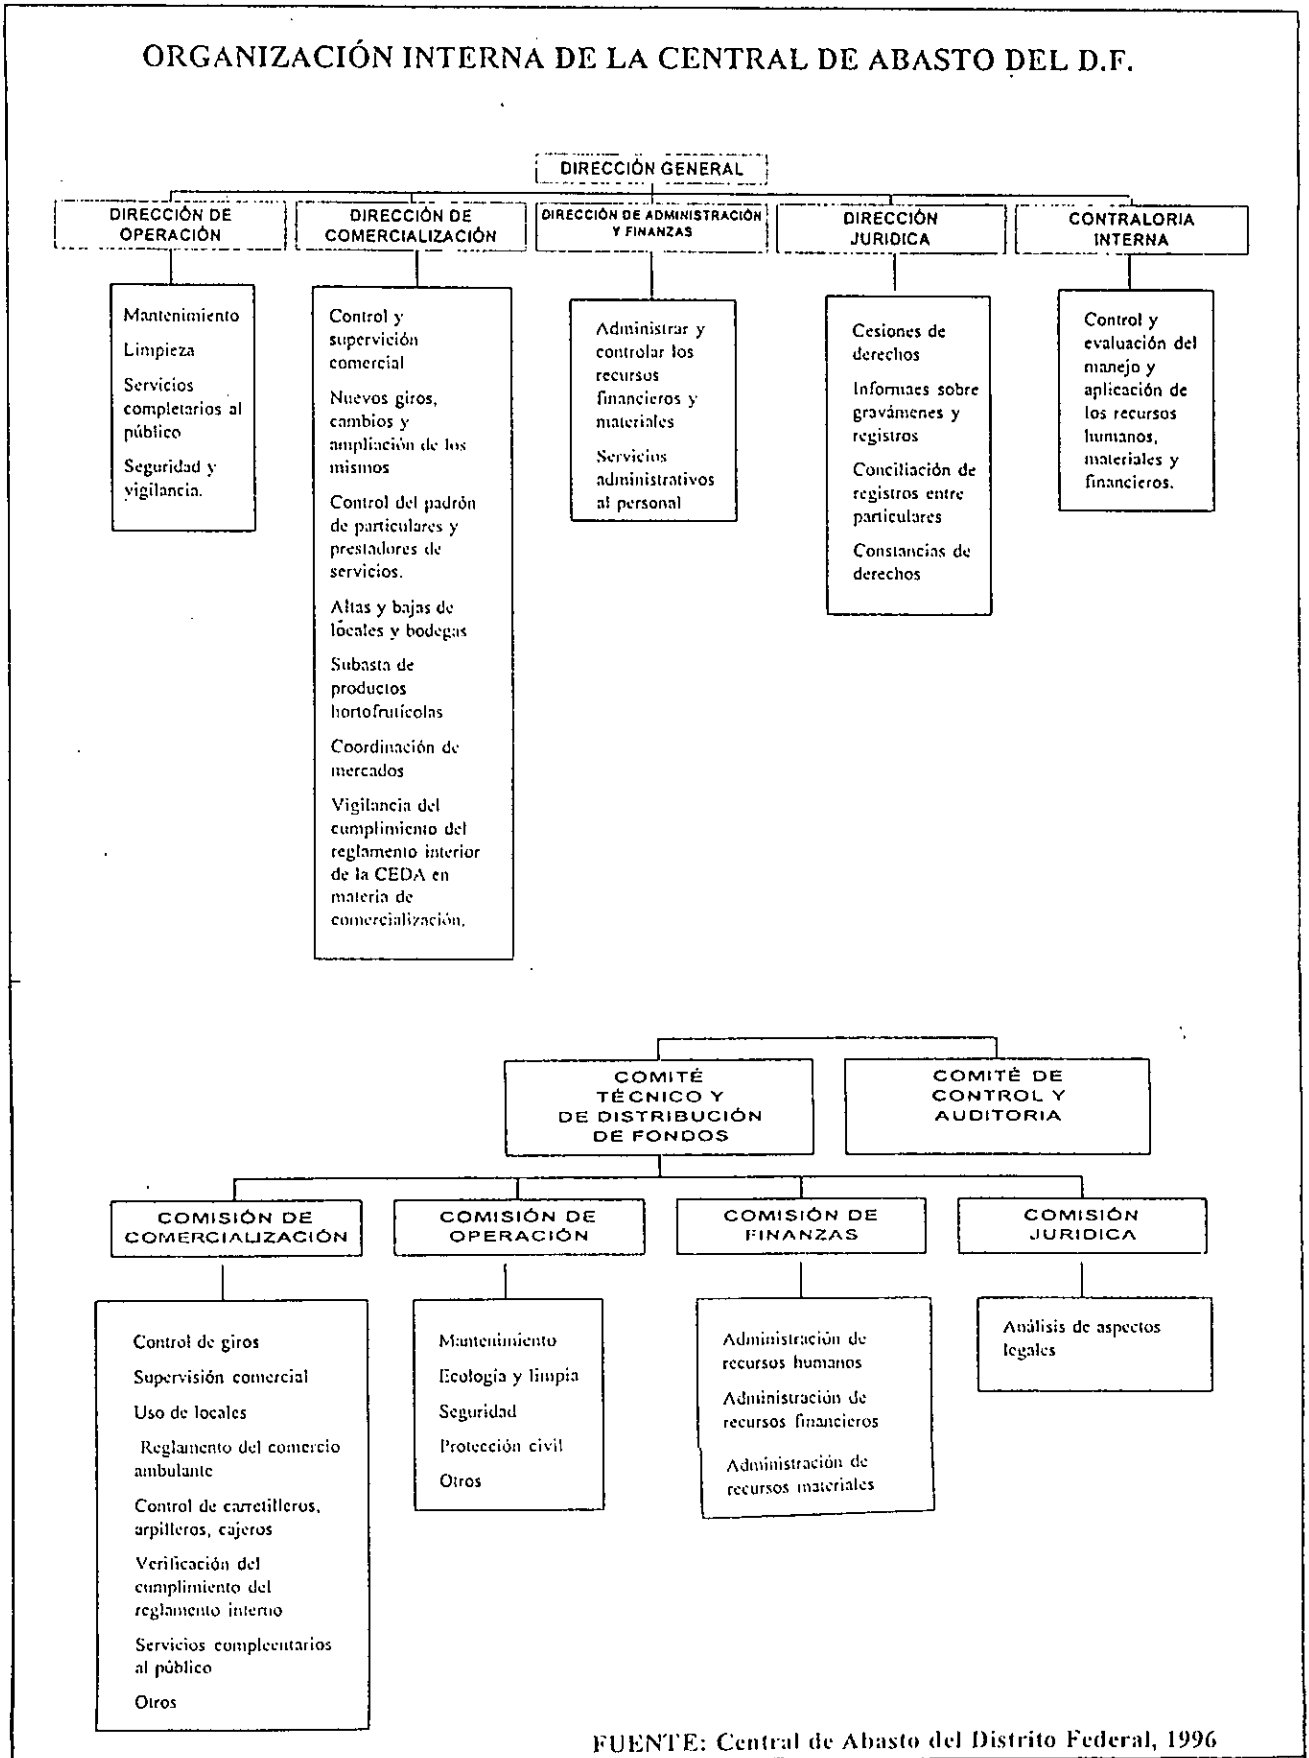 ORGANIZACIÓN INTERNA DE LA CENTRAL DE ABASTO DEL D.F.
DIRECCIÓN GENERAL
DIRECCIÓN DE
OPERACIÓN
DIRECCIÓN DE
COMERCIALIZACIÓN
DIRECCIÓN DE ADMINISTRACIÓN
Y FINANZAS
DIRECCIÓN
JURIDICA
CONTRALORIA
INTERNA
Mantenimiento
Limpieza
Servicios
completarios al
público
Seguridad y
vigilancia.
Control y
supervición
comercial
Nuevos giros,
cambios y
ampliación de los
mismos
Control del padrón
de particulares y
prestadores de
servicios.
Altas y bajas de
locales y bodegas
Subasta de
productos
hortofrutícolas
Coordinación de
mercados
Vigilancia del
cumplimiento del
reglamento interior
de la CEDA en
materia de
comercialización.
Administrar y
controlar los
recursos
financieros y
materiales
Servicios
administrativos
al personal
Cesiones de
derechos
Informaes sobre
gravámenes y
registros
Conciliación de
registros entre
particulares
Constancias de
derechos
Control y
evaluación del
manejo y
aplicación de
los recursos
humanos,
materiales y
financieros.
COMITÉ
TÉCNICO Y
DE DISTRIBUCIÓN
DE FONDOS
COMITÉ DE
CONTROL Y
AUDITORIA
COMISIÓN DE
COMERCIALIZACIÓN
COMISIÓN DE
OPERACIÓN
COMISIÓN DE
FINANZAS
COMISIÓN
JURIDICA
Control de giros
Supervisión comercial
Uso de locales
Reglamento del comercio
ambulante
Control de carretilleros,
arpilleros, cajeros
Verificación del
cumplimiento del
reglamento interno
Servicios compleentarios
al público
Otros
Mantenimiento
Ecología y limpia
Seguridad
Protección civil
Otros
Administración de
recursos humanos
Administración de
recursos financieros
Administración de
recursos materiales
Análisis de aspectos
legales
FUENTE: Central de Abasto del Distrito Federal, 1996